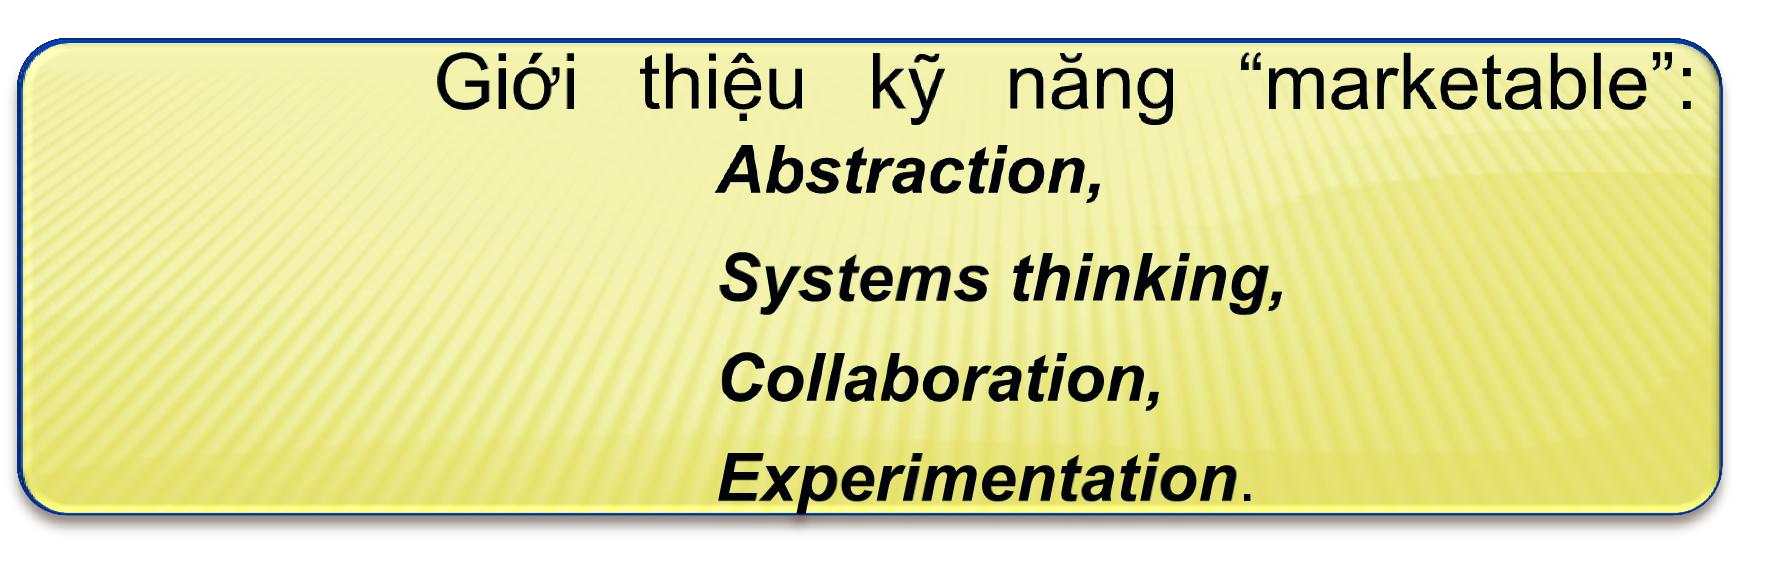 Giới thiệu kỹ năng “marketable”:
Abstraction,
Systems thinking,
Collaboration,
Experimentation.